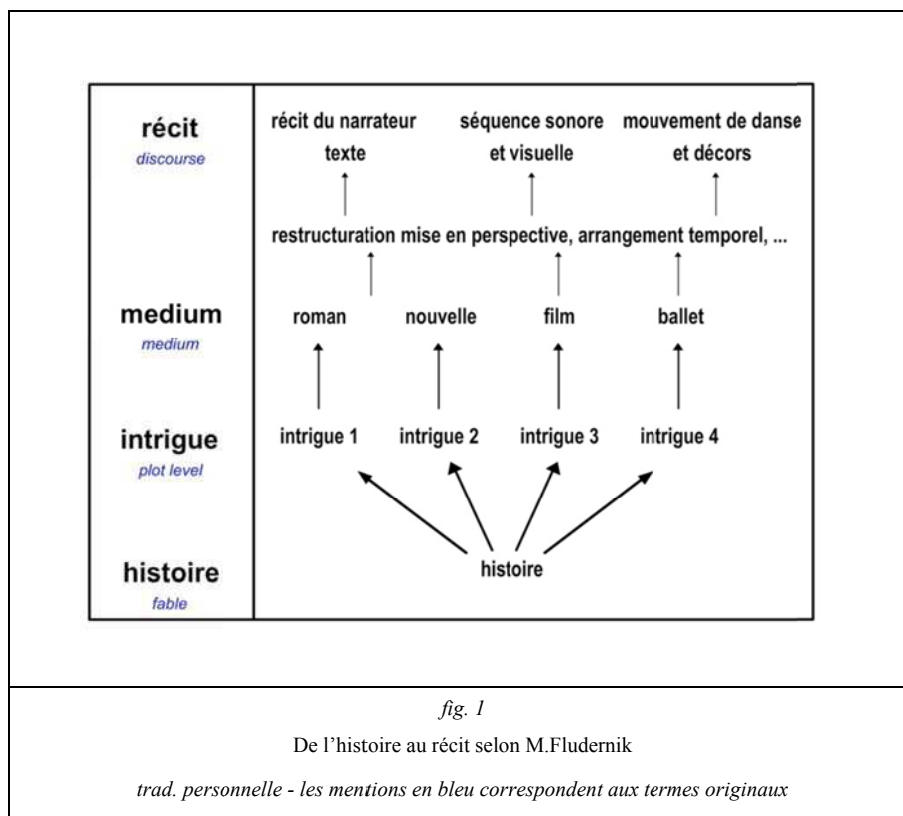 récit
discourse
récit du narrateur
texte
séquence sonore
et visuelle
mouvement de danse
et décors
restructuration mise en perspective, arrangement temporel, ...
medium
medium
roman nouvelle film ballet
intrigue
plot level
intrigue 1 intrigue 2 intrigue 3 intrigue 4
histoire
fable
histoire
fig. 1
De l’histoire au récit selon M.Fludernik
trad. personnelle - les mentions en bleu correspondent aux termes originaux